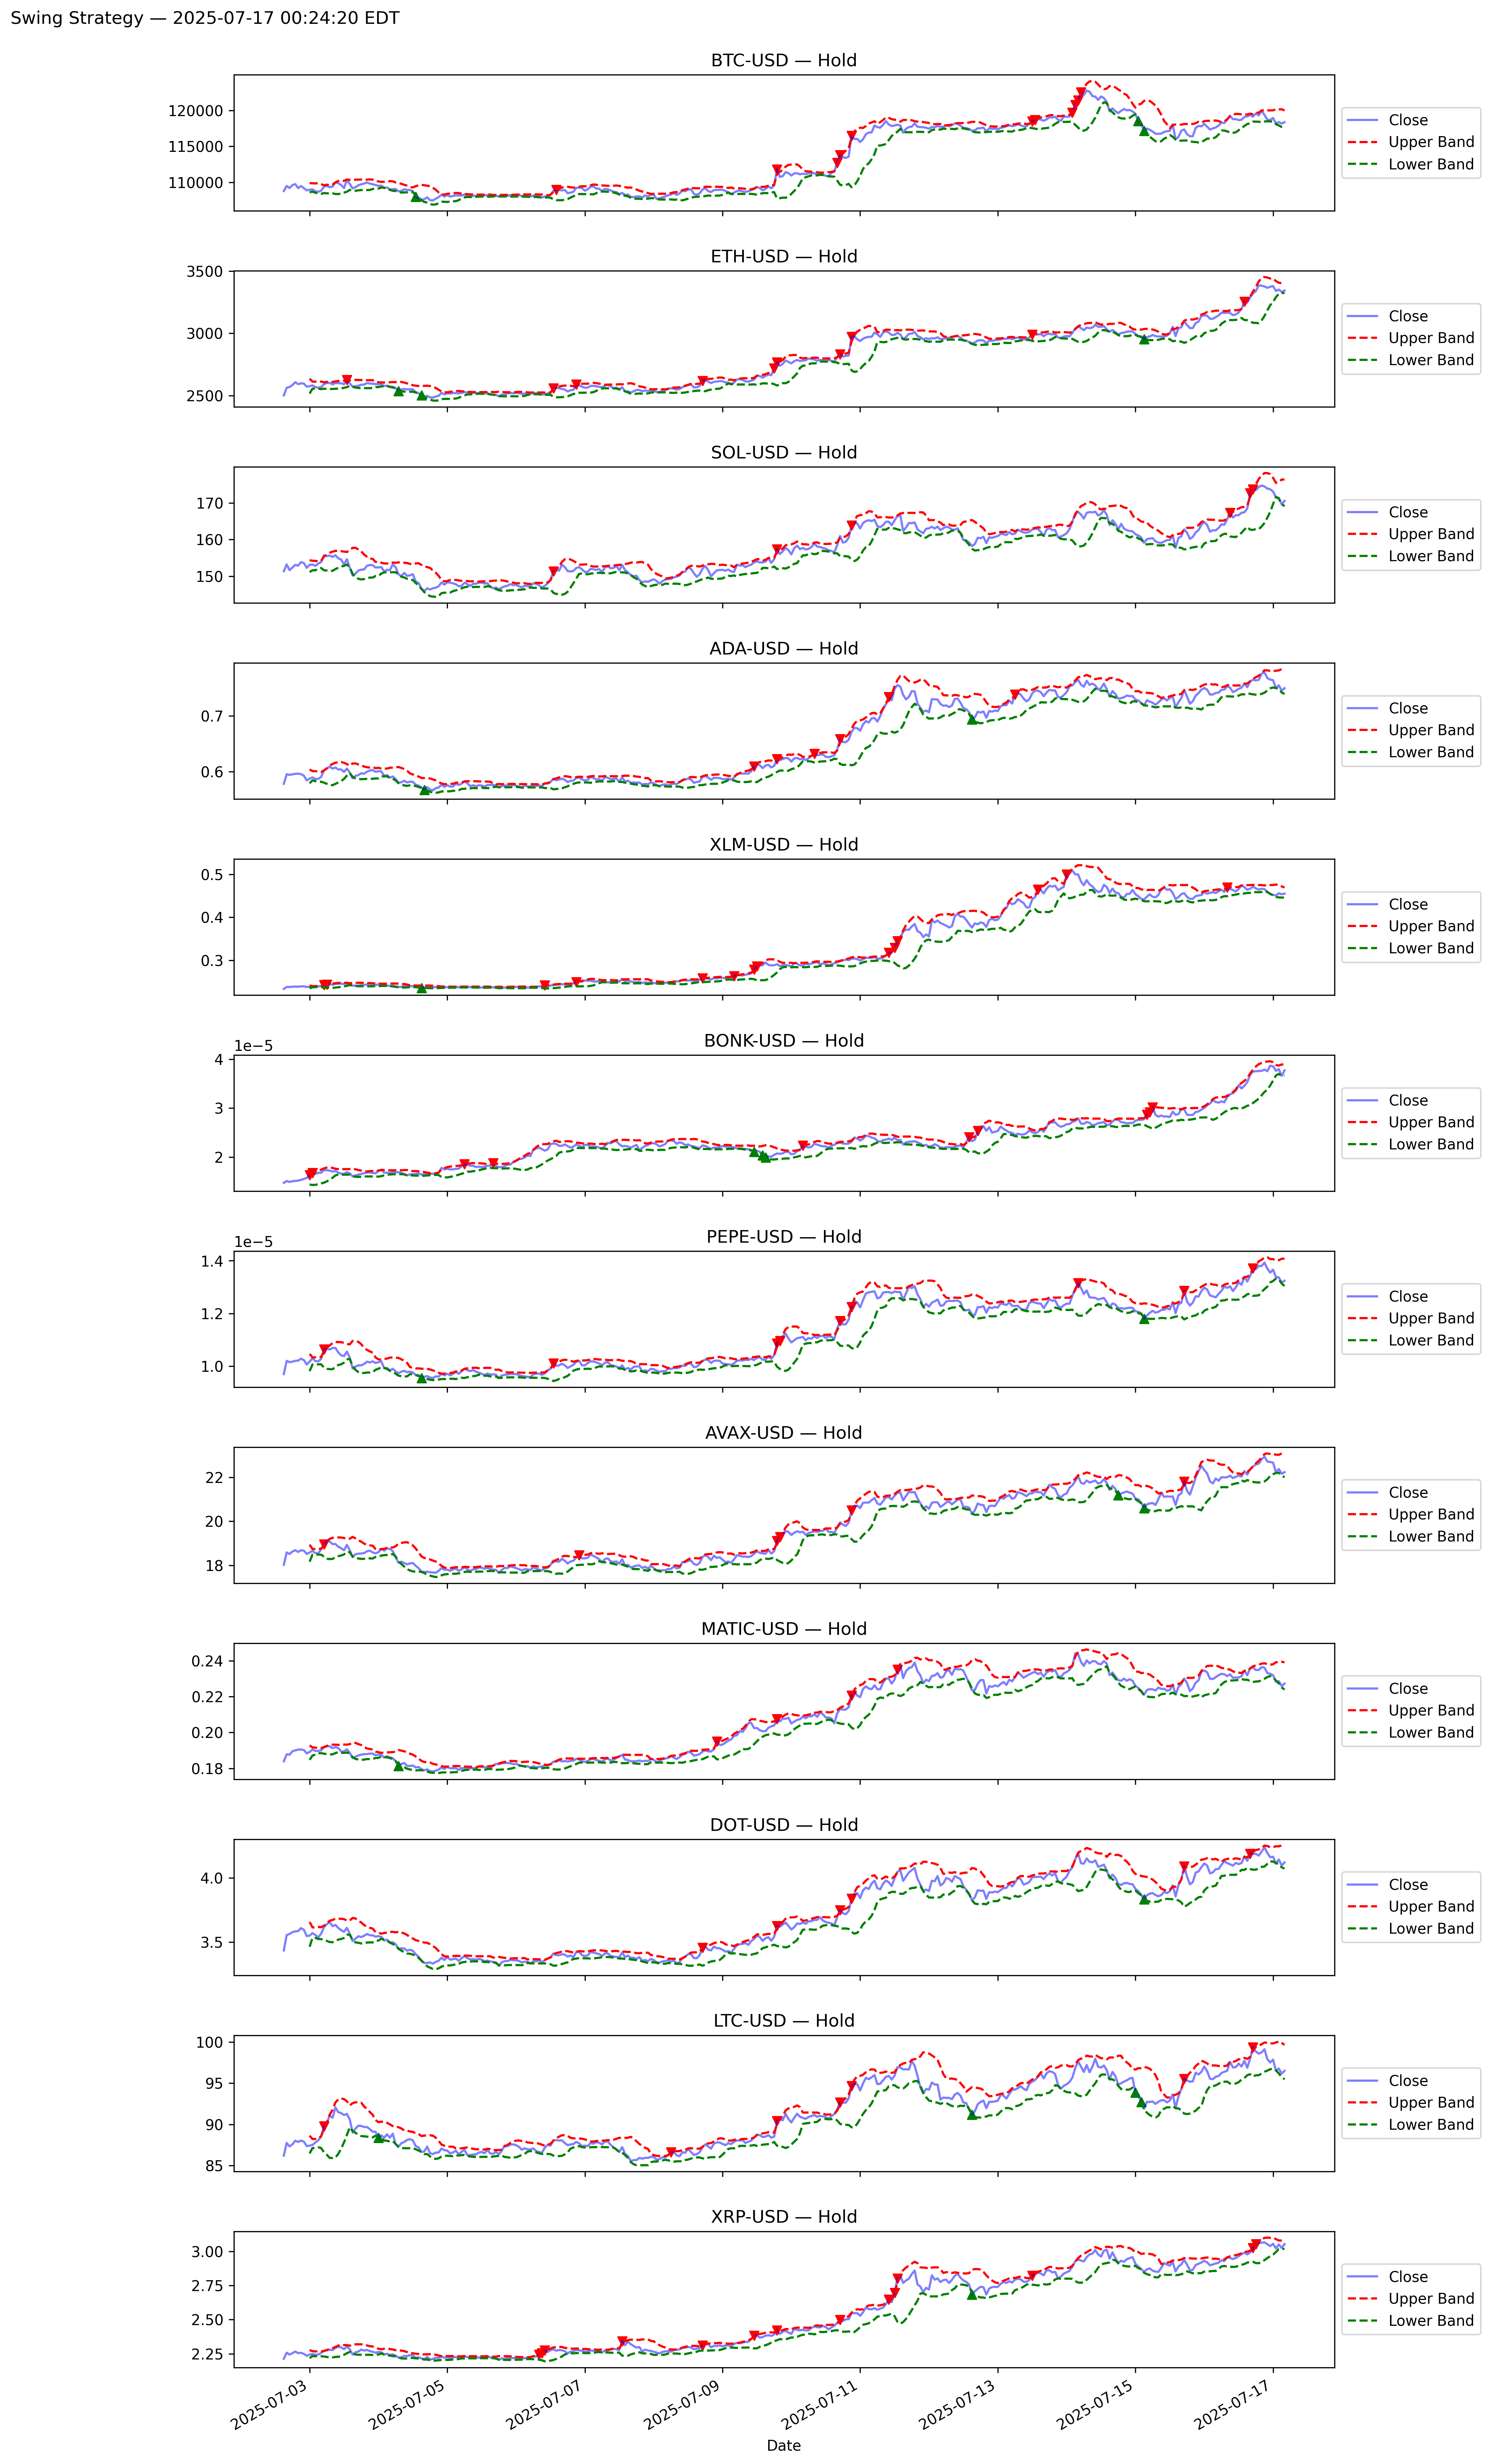 Swing Strategy — 2025-07-17 00:24:20 EDT
BTC-USD — Hold
120000
115000
110000
Close
Upper Band
Lower Band
ETH-USD — Hold
3500
3000
2500
Close
Upper Band
Lower Band
SOL-USD — Hold
170
160
150
Close
Upper Band
Lower Band
ADA-USD — Hold
0.7
0.6
Close
Upper Band
Lower Band
XLM-USD — Hold
0.5
0.4
0.3
Close
Upper Band
Lower Band
BONK-USD — Hold
1e−5
4
3
2
Close
Upper Band
Lower Band
PEPE-USD — Hold
1e−5
1.4
1.2
1.0
Close
Upper Band
Lower Band
AVAX-USD — Hold
22
20
18
Close
Upper Band
Lower Band
MATIC-USD — Hold
0.24
0.22
0.20
0.18
Close
Upper Band
Lower Band
DOT-USD — Hold
4.0
3.5
Close
Upper Band
Lower Band
LTC-USD — Hold
100
95
90
85
Close
Upper Band
Lower Band
XRP-USD — Hold
3.00
2.75
2.50
2.25
Close
Upper Band
Lower Band
2025-07-03
2025-07-05
2025-07-07
2025-07-09
2025-07-11
2025-07-13
2025-07-15
2025-07-17
Date